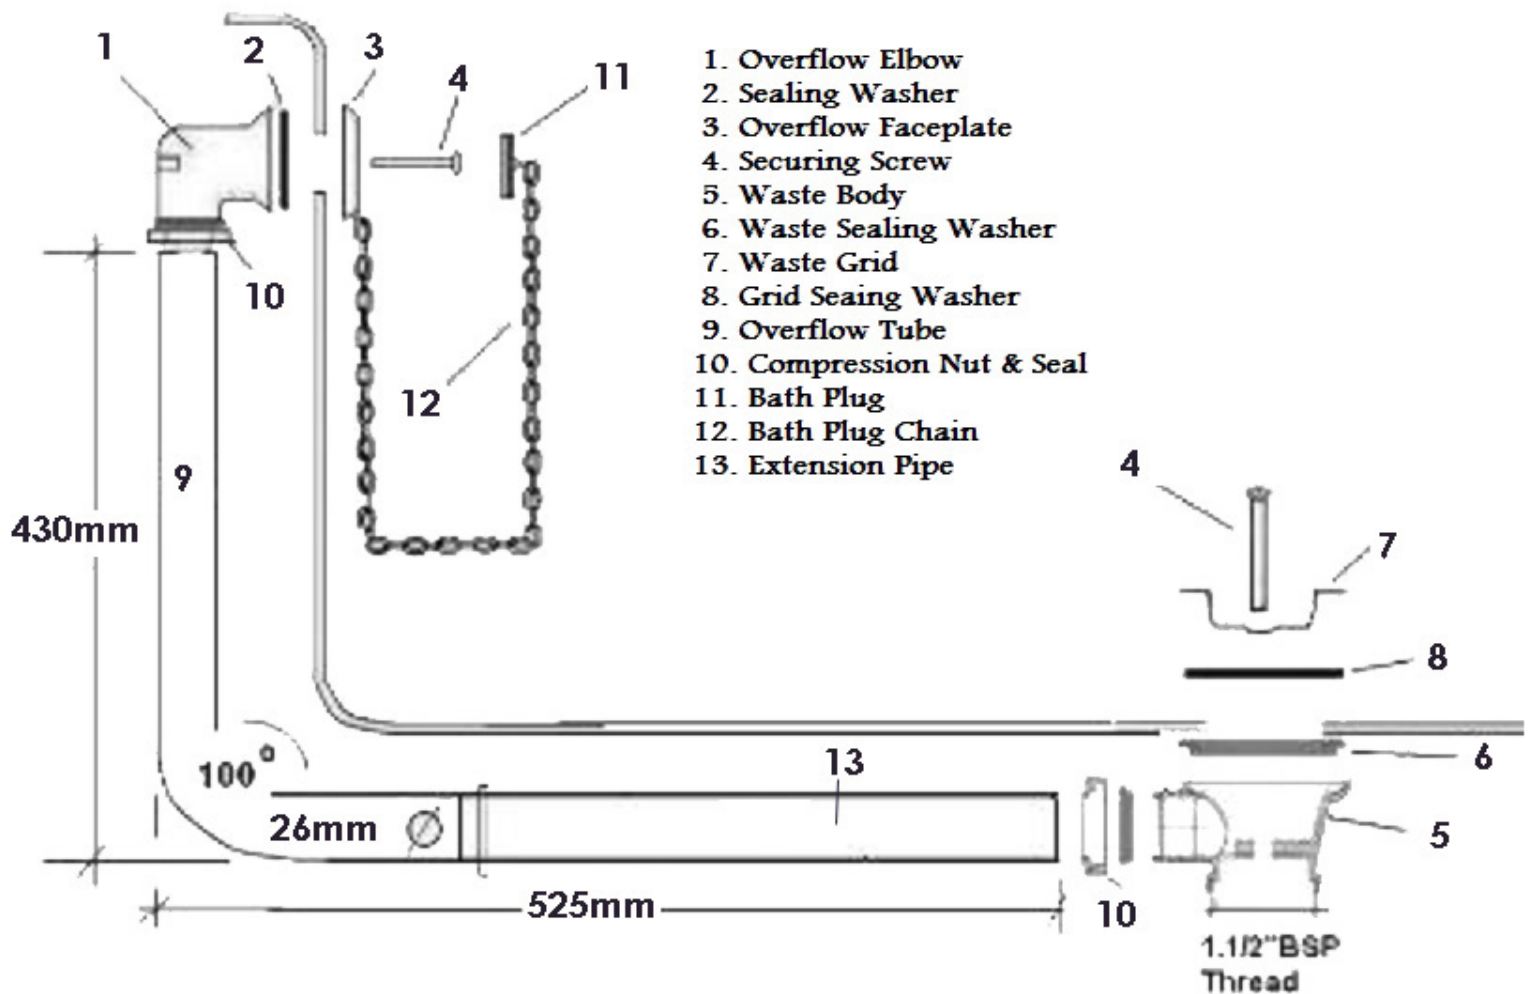 1
2
3
4
11
1. Overflow Elbow
2. Sealing Washer
3. Overflow Faceplate
4. Securing Screw
5. Waste Body
6. Waste Sealing Washer
7. Waste Grid
8. Grid Seaing Washer
9. Overflow Tube
10. Compression Nut & Seal
11. Bath Plug
12. Bath Plug Chain
13. Extension Pipe
10
12
9
430mm
4
7
8
6
100°
13
26mm ⌀
5
525mm
10
1.1/2"BSP
Thread